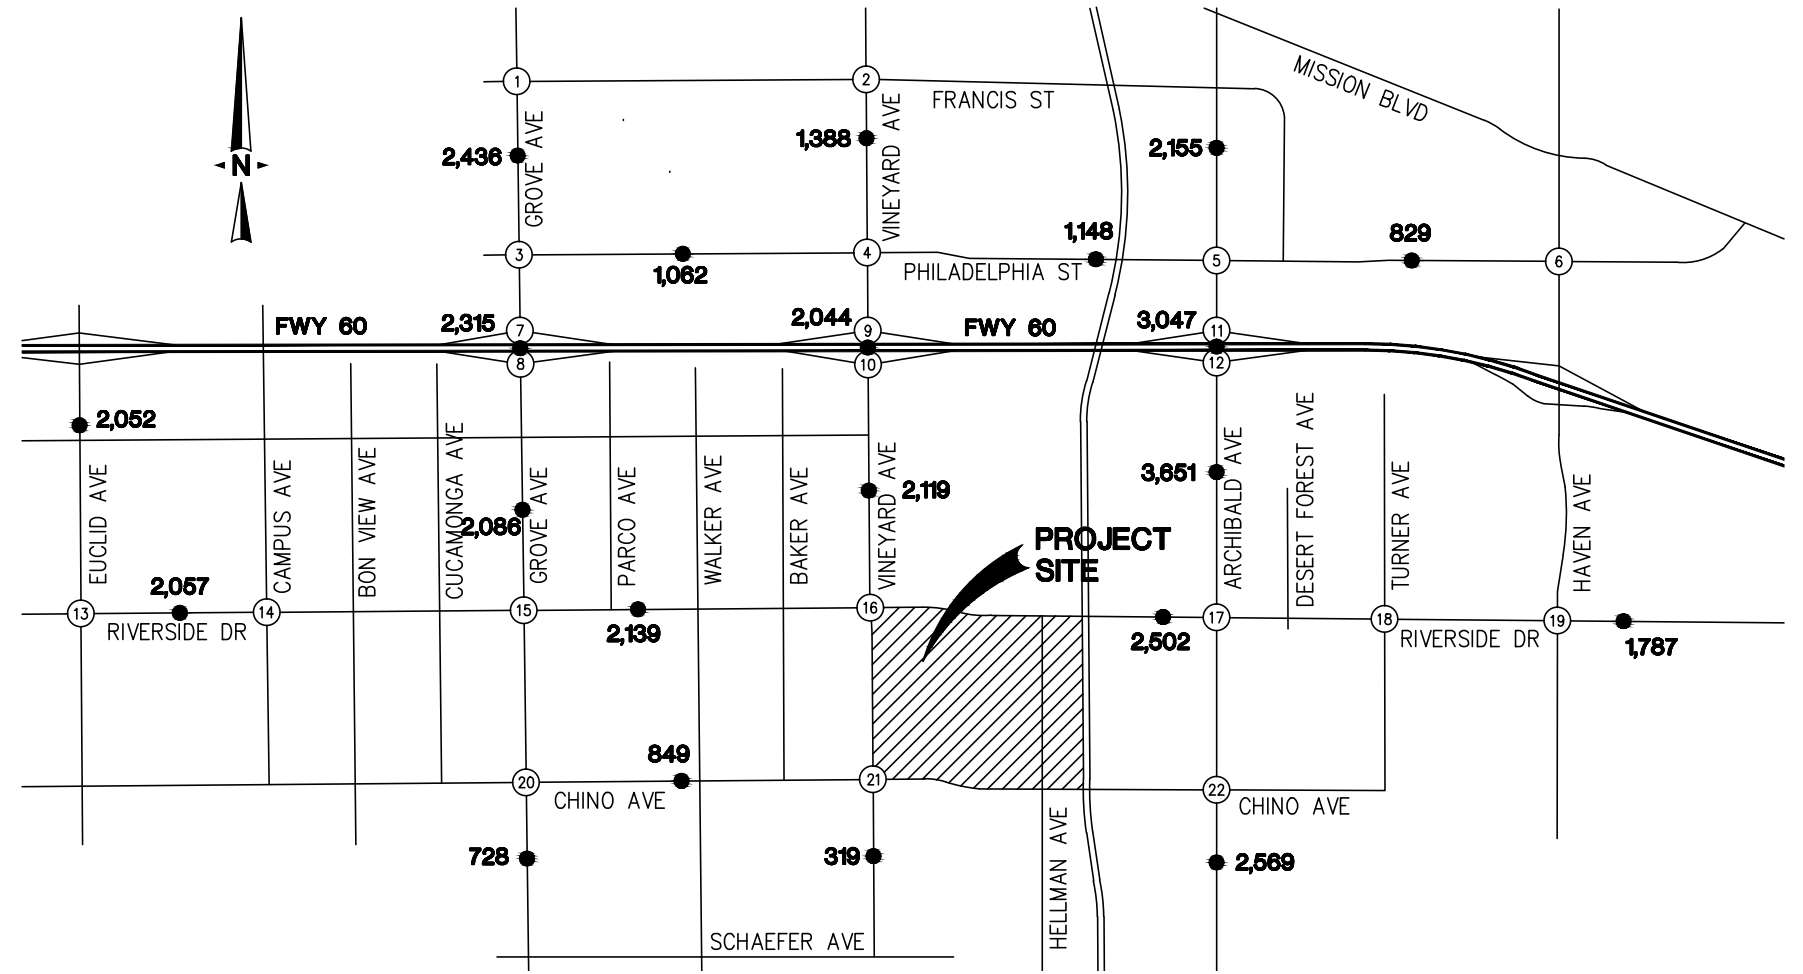 MISSION BLVD
1
2
FRANCIS ST
GROVE AVE
VINEYARD AVE
2,436
1,388
2,155
N
3
4
5
6
1,062
PHILADELPHIA ST
1,148
829
FWY 60
2,315
7
8
2,044
9
10
FWY 60
3,047
11
12
2,052
EUCLID AVE
CAMPUS AVE
BON VIEW AVE
CUCAMONGA AVE
2,086
GROVE AVE
PARCO AVE
WALKER AVE
BAKER AVE
VINEYARD AVE
2,119
PROJECT
SITE
3,651
ARCHIBALD AVE
DESERT FOREST AVE
TURNER AVE
HAVEN AVE
13
2,057
14
RIVERSIDE DR
15
2,139
16
2,502
17
18
RIVERSIDE DR
19
1,787
20
849
CHINO AVE
21
22
CHINO AVE
728
319
HELLMAN AVE
2,569
SCHAEFER AVE